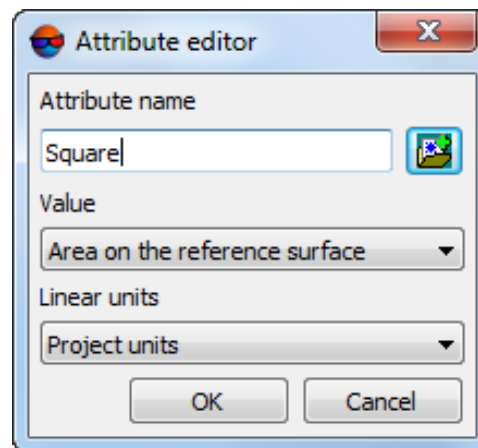 Attribute editor
Attribute name
Square
Value
Area on the reference surface
Linear units
Project units
OK Cancel